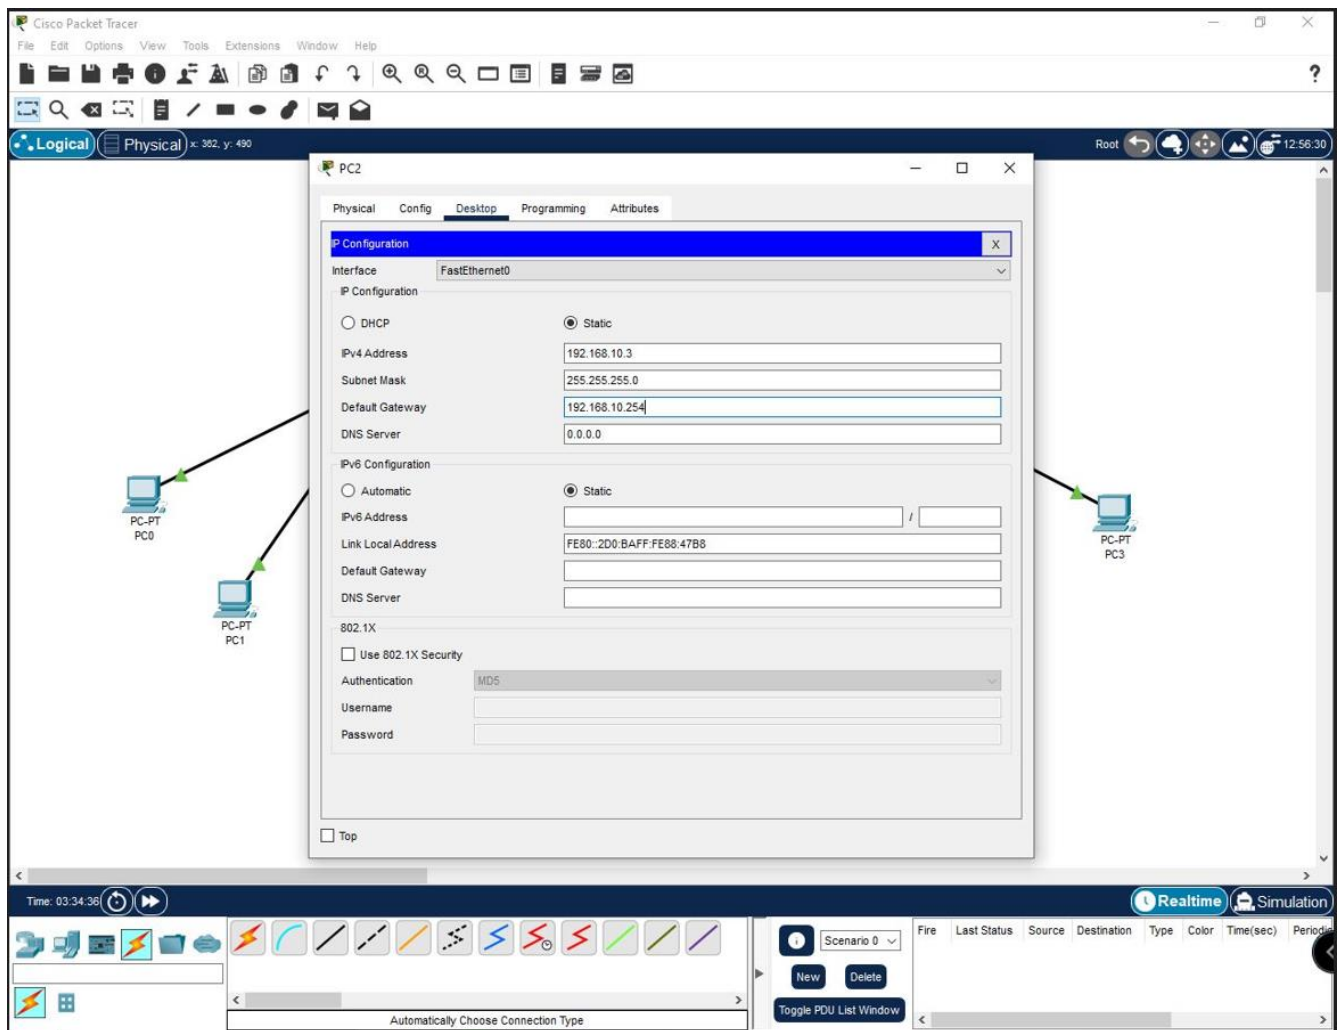 Cisco Packet Tracer
File Edit Options View Tools Extensions Window Help
?
Logical Physical x: 362, y: 490 Root 12:56:30
PC2
Physical Config Desktop Programming Attributes
IP Configuration X
Interface FastEthernet0
IP Configuration
DHCP Static
IPv4 Address 192.168.10.3
Subnet Mask 255.255.255.0
Default Gateway 192.168.10.254
DNS Server 0.0.0.0
IPv6 Configuration
Automatic Static
IPv6 Address /
Link Local Address FE80::2D0:BAFF:FE88:47B8
Default Gateway
DNS Server
802.1X
Use 802.1X Security
Authentication MD5
Username
Password
Top
PC-PT
PC0
PC-PT
PC1
PC-PT
PC3
Time: 03:34:36 Realtime Simulation
Scenario 0
New Delete
Toggle PDU List Window
Fire Last Status Source Destination Type Color Time(sec) Periodic
Automatically Choose Connection Type